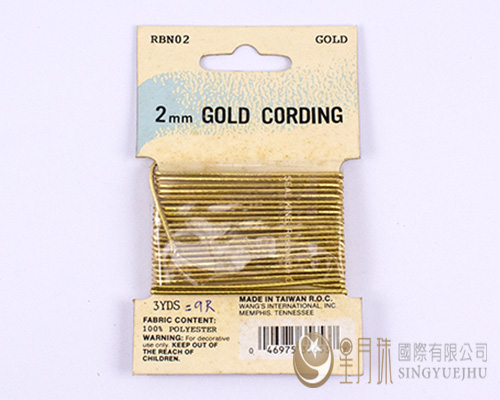 RBN02 GOLD
2mm GOLD CORDING
3YDS = 9R
FABRIC CONTENT:
100% POLYESTER
WARNING: For decorative
use only. KEEP OUT OF
THE REACH OF
CHILDREN.
MADE IN TAIWAN R.O.C.
WANG'S INTERNATIONAL, INC.
MEMPHIS, TENNESSEE
0 46975
星月珠 國際有限公司
SINGYUEJHU